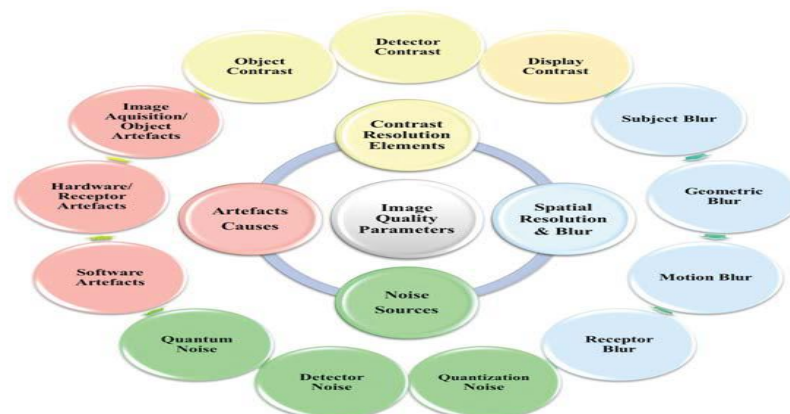 Detector
Contrast
Object
Contrast
Display
Contrast
Image
Aquisition/
Object
Artefacts
Contrast
Resolution
Elements
Subject Blur
Hardware/
Receptor
Artefacts
Artefacts
Causes
Image
Quality
Parameters
Spatial
Resolution
& Blur
Geometric
Blur
Software
Artefacts
Noise
Sources
Motion Blur
Quantum
Noise
Receptor
Blur
Detector
Noise
Quantization
Noise